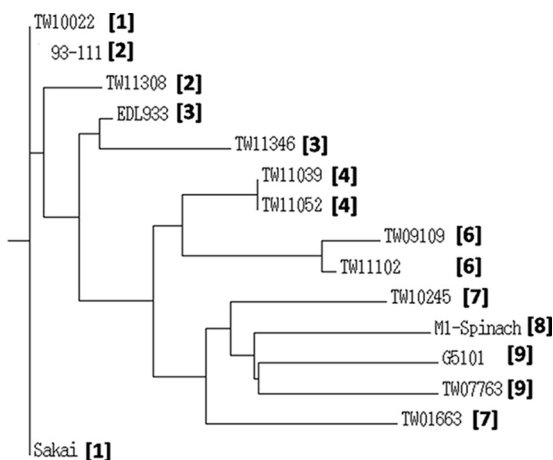 TW10022 [1]
93-111 [2]
TW11308 [2]
EDL933 [3]
TW11346 [3]
TW11039 [4]
TW11052 [4]
TW09109 [6]
TW11102 [6]
TW10245 [7]
M1-Spinach [8]
G5101 [9]
TW07763 [9]
TW01663 [7]
Sakai [1]